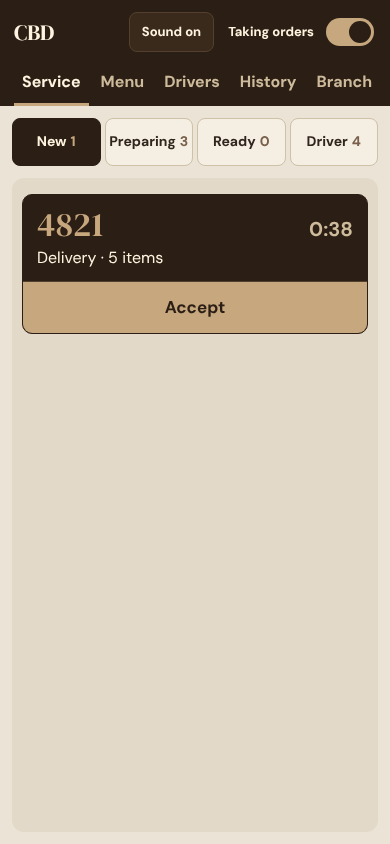 CBD Sound on Taking orders
Service Menu Drivers History Branch
New 1 Preparing 3 Ready 0 Driver 4
4821 0:38
Delivery · 5 items
Accept